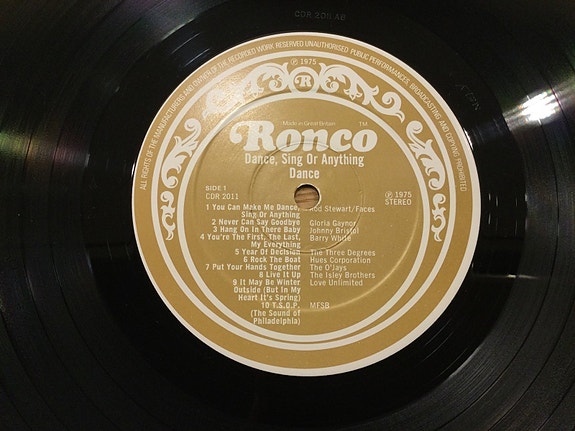 CDR 2011 AB
ALL RIGHTS OF THE MANUFACTURERS AND OWNER OF THE RECORDED WORK RESERVED UNAUTHORISED PUBLIC PERFORMANCES, BROADCASTING AND COPYING PROHIBITED
℗ 1975
R
Made in Great Britain
TM
Ronco
Dance, Sing Or Anything
Dance
SIDE 1
CDR 2011
℗ 1975
STEREO
1 You Can Make Me Dance, Rod Stewart/Faces
Sing Or Anything
2 Never Can Say Goodbye Gloria Gaynor
3 Hang On In There Baby Johnny Bristol
4 You're The First, The Last, Barry White
My Everything
5 Year Of Decision The Three Degrees
6 Rock The Boat Hues Corporation
7 Put Your Hands Together The O'Jays
8 Live It Up The Isley Brothers
9 It May Be Winter Love Unlimited
Outside (But In My
Heart It's Spring)
10 T.S.O.P. MFSB
(The Sound of
Philadelphia)